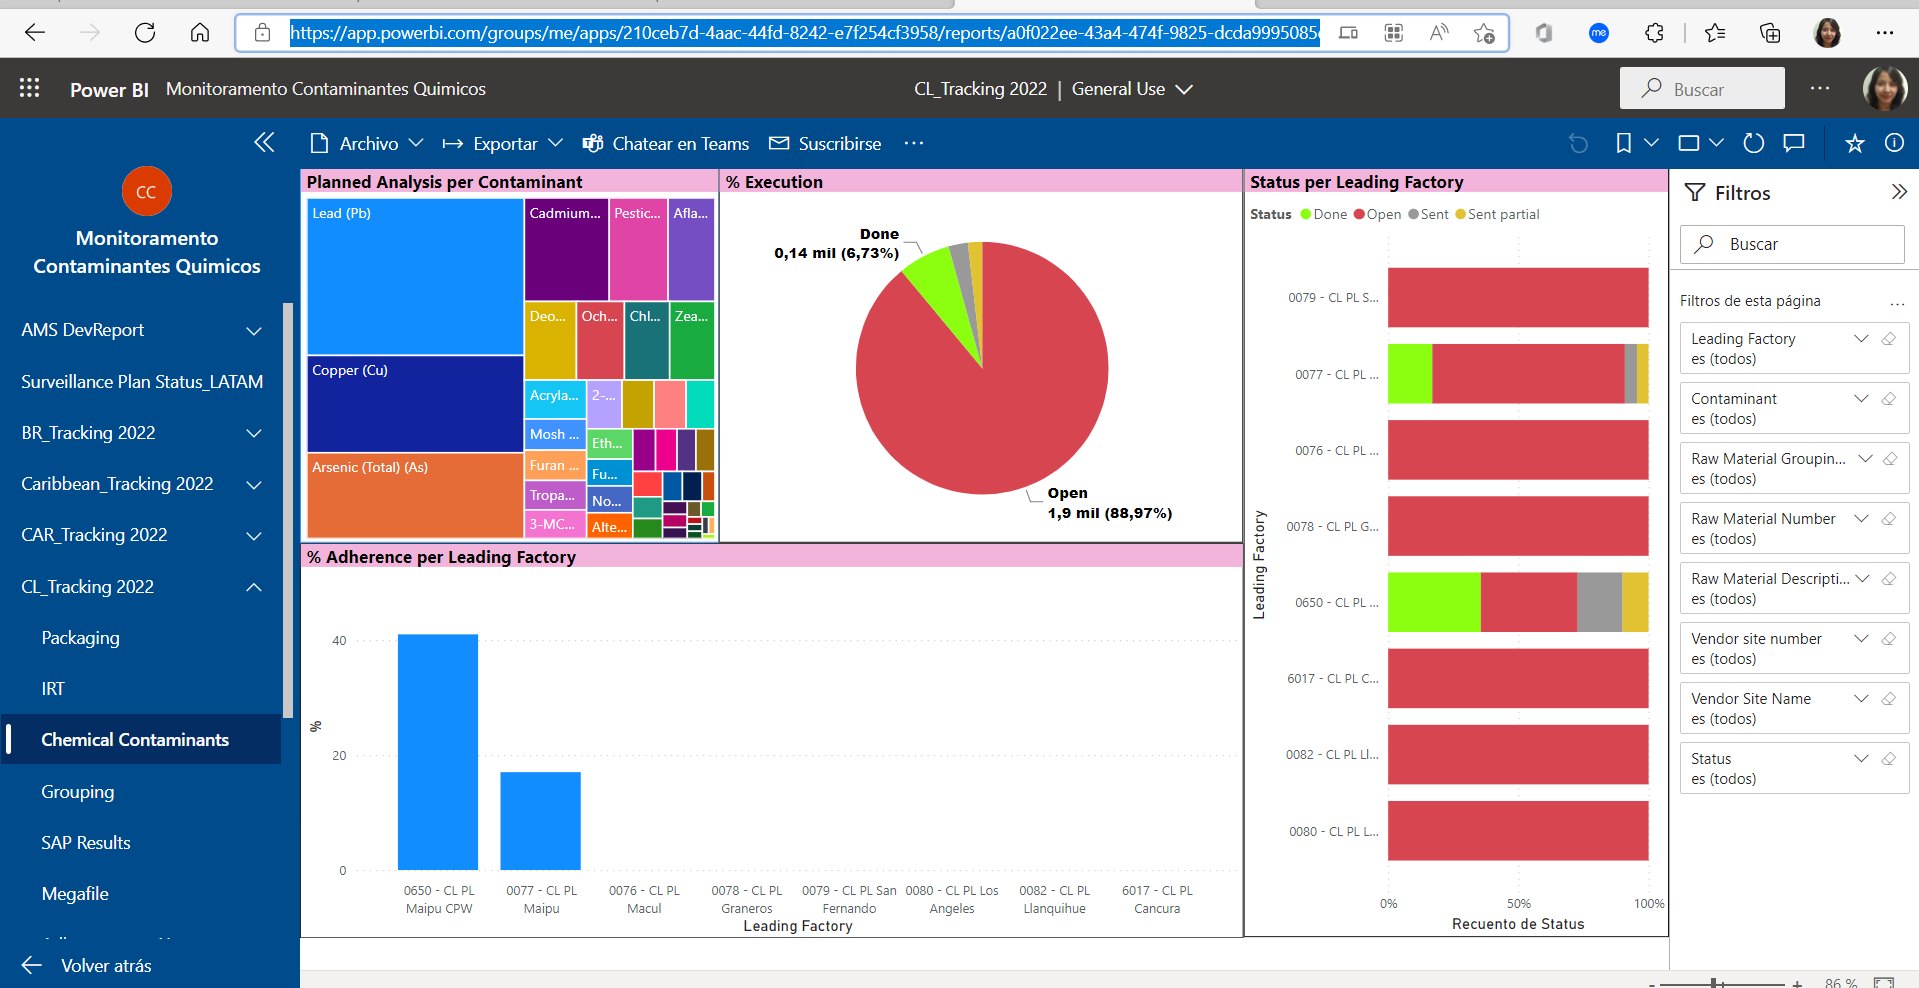 https://app.powerbi.com/groups/me/apps/210ceb7d-4aac-44fd-8242-e7f254cf3958/reports/a0f022ee-43a4-474f-9825-dcda9995085
me
Power BI
Monitoramento Contaminantes Quimicos
CL_Tracking 2022 | General Use
Buscar
Archivo
Exportar
Chatear en Teams
Suscribirse
CC
Monitoramento
Contaminantes Quimicos
AMS DevReport
Surveillance Plan Status_LATAM
BR_Tracking 2022
Caribbean_Tracking 2022
CAR_Tracking 2022
CL_Tracking 2022
Packaging
IRT
Chemical Contaminants
Grouping
SAP Results
Megafile
Volver atrás
Planned Analysis per Contaminant
Lead (Pb)
Copper (Cu)
Arsenic (Total) (As)
Cadmium...
Pestic...
Afla...
Deo...
Och...
Chl...
Zea...
Acryla...
2-...
Mosh ...
Eth...
Furan ...
Fu...
Tropa...
No...
3-MC...
Alte...
% Execution
Done
0,14 mil (6,73%)
Open
1,9 mil (88,97%)
% Adherence per Leading Factory
%
40
20
0
0650 - CL PL
Maipu CPW
0077 - CL PL
Maipu
0076 - CL PL
Macul
0078 - CL PL
Graneros
0079 - CL PL San
Fernando
0080 - CL PL Los
Angeles
0082 - CL PL
Llanquihue
6017 - CL PL
Cancura
Leading Factory
Status per Leading Factory
Status Done Open Sent Sent partial
Leading Factory
0079 - CL PL S...
0077 - CL PL ...
0076 - CL PL ...
0078 - CL PL G...
0650 - CL PL ...
6017 - CL PL C...
0082 - CL PL Ll...
0080 - CL PL L...
0% 50% 100%
Recuento de Status
Filtros
Buscar
Filtros de esta página
Leading Factory
es (todos)
Contaminant
es (todos)
Raw Material Groupin...
es (todos)
Raw Material Number
es (todos)
Raw Material Descripti...
es (todos)
Vendor site number
es (todos)
Vendor Site Name
es (todos)
Status
es (todos)
- + 86 %